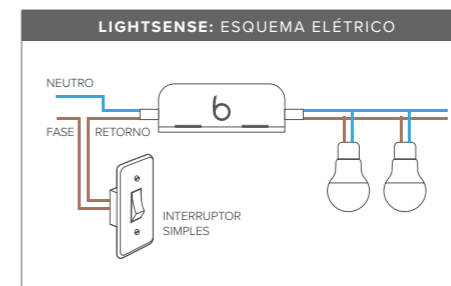 LIGHTSENSE: ESQUEMA ELÉTRICO
NEUTRO
FASE
RETORNO
INTERRUPTOR
SIMPLES